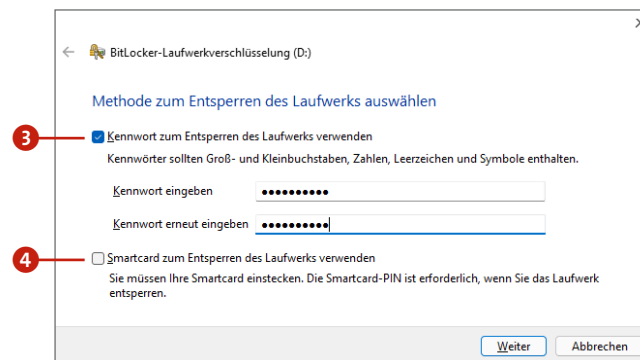 BitLocker-Laufwerkverschlüsselung (D:)
Methode zum Entsperren des Laufwerks auswählen
3
Kennwort zum Entsperren des Laufwerks verwenden
Kennwörter sollten Groß- und Kleinbuchstaben, Zahlen, Leerzeichen und Symbole enthalten.
Kennwort eingeben ●●●●●●●●●●
Kennwort erneut eingeben ●●●●●●●●●●
4
Smartcard zum Entsperren des Laufwerks verwenden
Sie müssen Ihre Smartcard einstecken. Die Smartcard-PIN ist erforderlich, wenn Sie das Laufwerk
entsperren.
Weiter Abbrechen